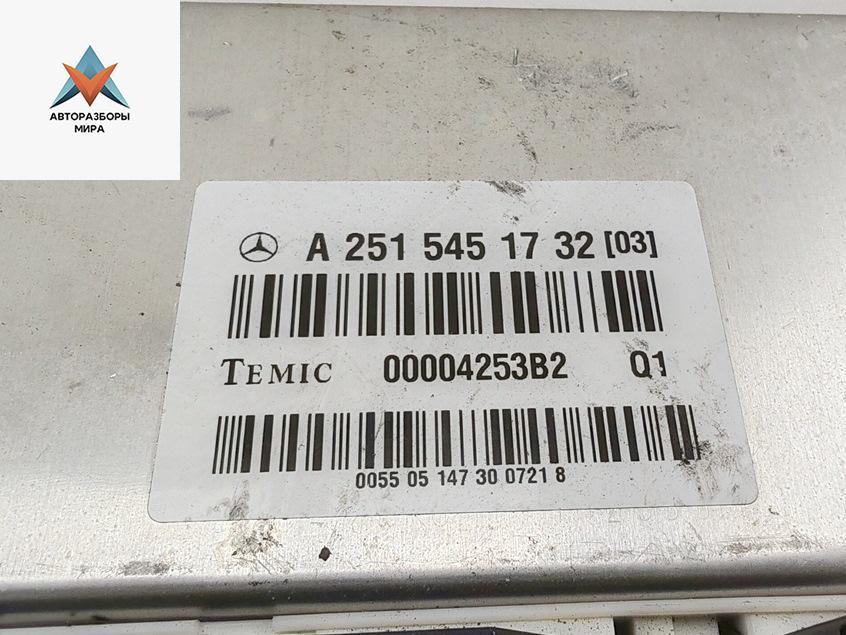 АВТОРАЗБОРЫ
МИРА
A 251 545 17 32 [03]
TEMIC 00004253B2 Q1
0055 05 147 30 0721 8